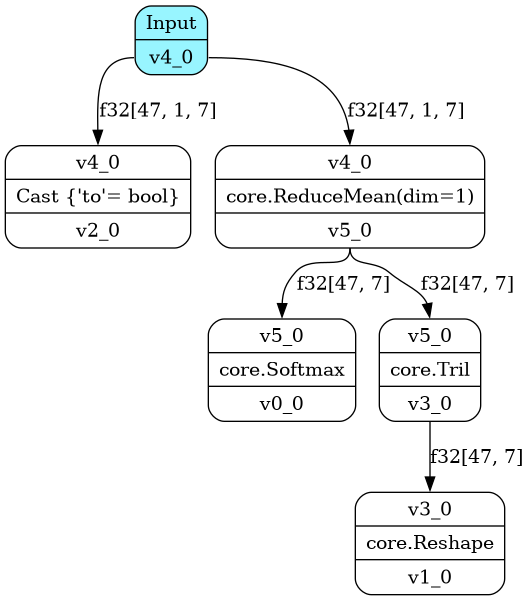 Input
v4_0
f32[47, 1, 7]
f32[47, 1, 7]
v4_0
Cast {'to'= bool}
v2_0
v4_0
core.ReduceMean(dim=1)
v5_0
f32[47, 7]
f32[47, 7]
v5_0
core.Softmax
v0_0
v5_0
core.Tril
v3_0
f32[47, 7]
v3_0
core.Reshape
v1_0